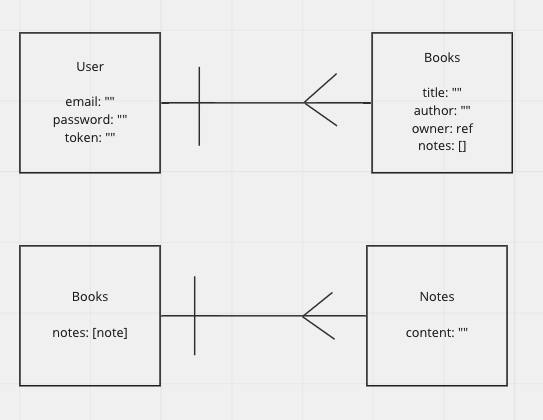 User
email: ""
password: ""
token: ""
Books
title: ""
author: ""
owner: ref
notes: []
Books
notes: [note]
Notes
content: ""